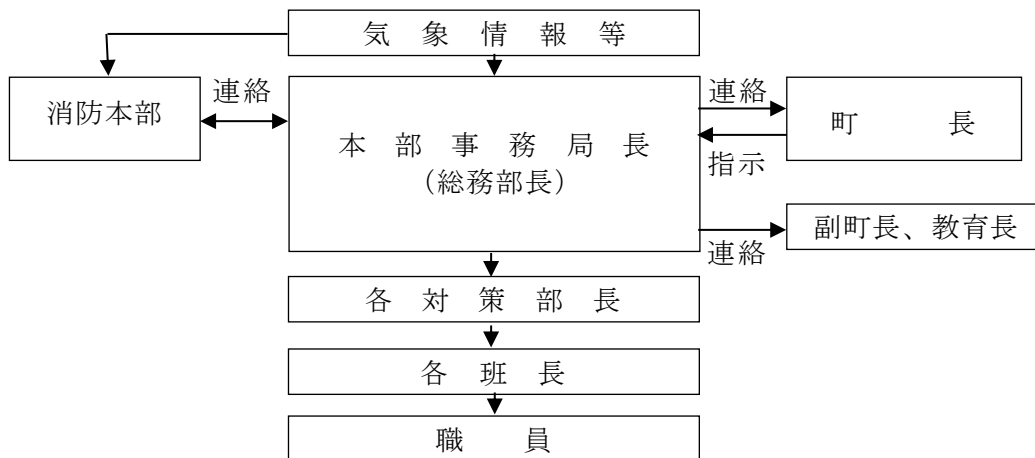 気象情報等
消防本部
連絡
本部事務局長
（総務部長）
連絡
町長
指示
副町長、教育長
連絡
各対策部長
各班長
職員